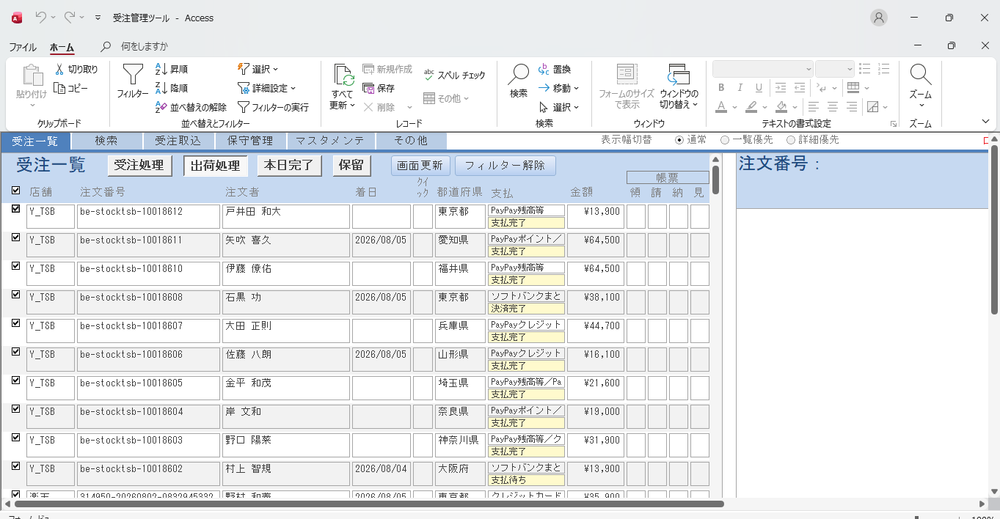 受注管理ツール - Access
ファイル ホーム 何をしますか
貼り付け 切り取り コピー クリップボード
フィルター 昇順 降順 並べ替えの解除 選択 詳細設定 フィルターの実行 並べ替えとフィルター
すべて更新 新規作成 保存 削除 スペル チェック その他 レコード
検索 置換 移動 選択 検索
フォームのサイズで表示 ウィンドウの切り替え ウィンドウ
B I U A テキストの書式設定
ズーム ズーム
受注一覧 検索 受注取込 保守管理 マスタメンテ その他 表示幅切替 通常 一覧優先 詳細優先
受注一覧 受注処理 出荷処理 本日完了 保留 画面更新 フィルター解除 注文番号：
帳票
店舗 注文番号 注文者 着日 クイック 都道府県 支払 金額 領 請 納 見
Y_TSB be-stocktsb-10018612 戸井田 和大 東京都 PayPay残高等 ¥13,900
支払完了
Y_TSB be-stocktsb-10018611 矢吹 喜久 2026/08/05 愛知県 PayPayポイント／ ¥64,500
支払完了
Y_TSB be-stocktsb-10018610 伊藤 僚佑 福井県 PayPay残高等 ¥64,500
支払完了
Y_TSB be-stocktsb-10018608 石黒 功 2026/08/05 東京都 ソフトバンクまと ¥38,100
決済完了
Y_TSB be-stocktsb-10018607 大田 正則 兵庫県 PayPayクレジット ¥44,700
支払完了
Y_TSB be-stocktsb-10018606 佐藤 八朗 2026/08/05 山形県 PayPayクレジット ¥16,100
支払完了
Y_TSB be-stocktsb-10018605 金平 和茂 埼玉県 PayPay残高等／Pa ¥21,600
支払完了
Y_TSB be-stocktsb-10018604 岸 文和 奈良県 PayPayポイント／ ¥19,000
支払完了
Y_TSB be-stocktsb-10018603 野口 陽菜 神奈川県 PayPay残高等／ク ¥31,900
支払完了
Y_TSB be-stocktsb-10018602 村上 智規 2026/08/04 大阪府 ソフトバンクまと ¥13,900
支払待ち
楽天 314950-20260802-0832945332 野村 和義 2026/08/05 東京都 クレジットカード ¥35,900
100%